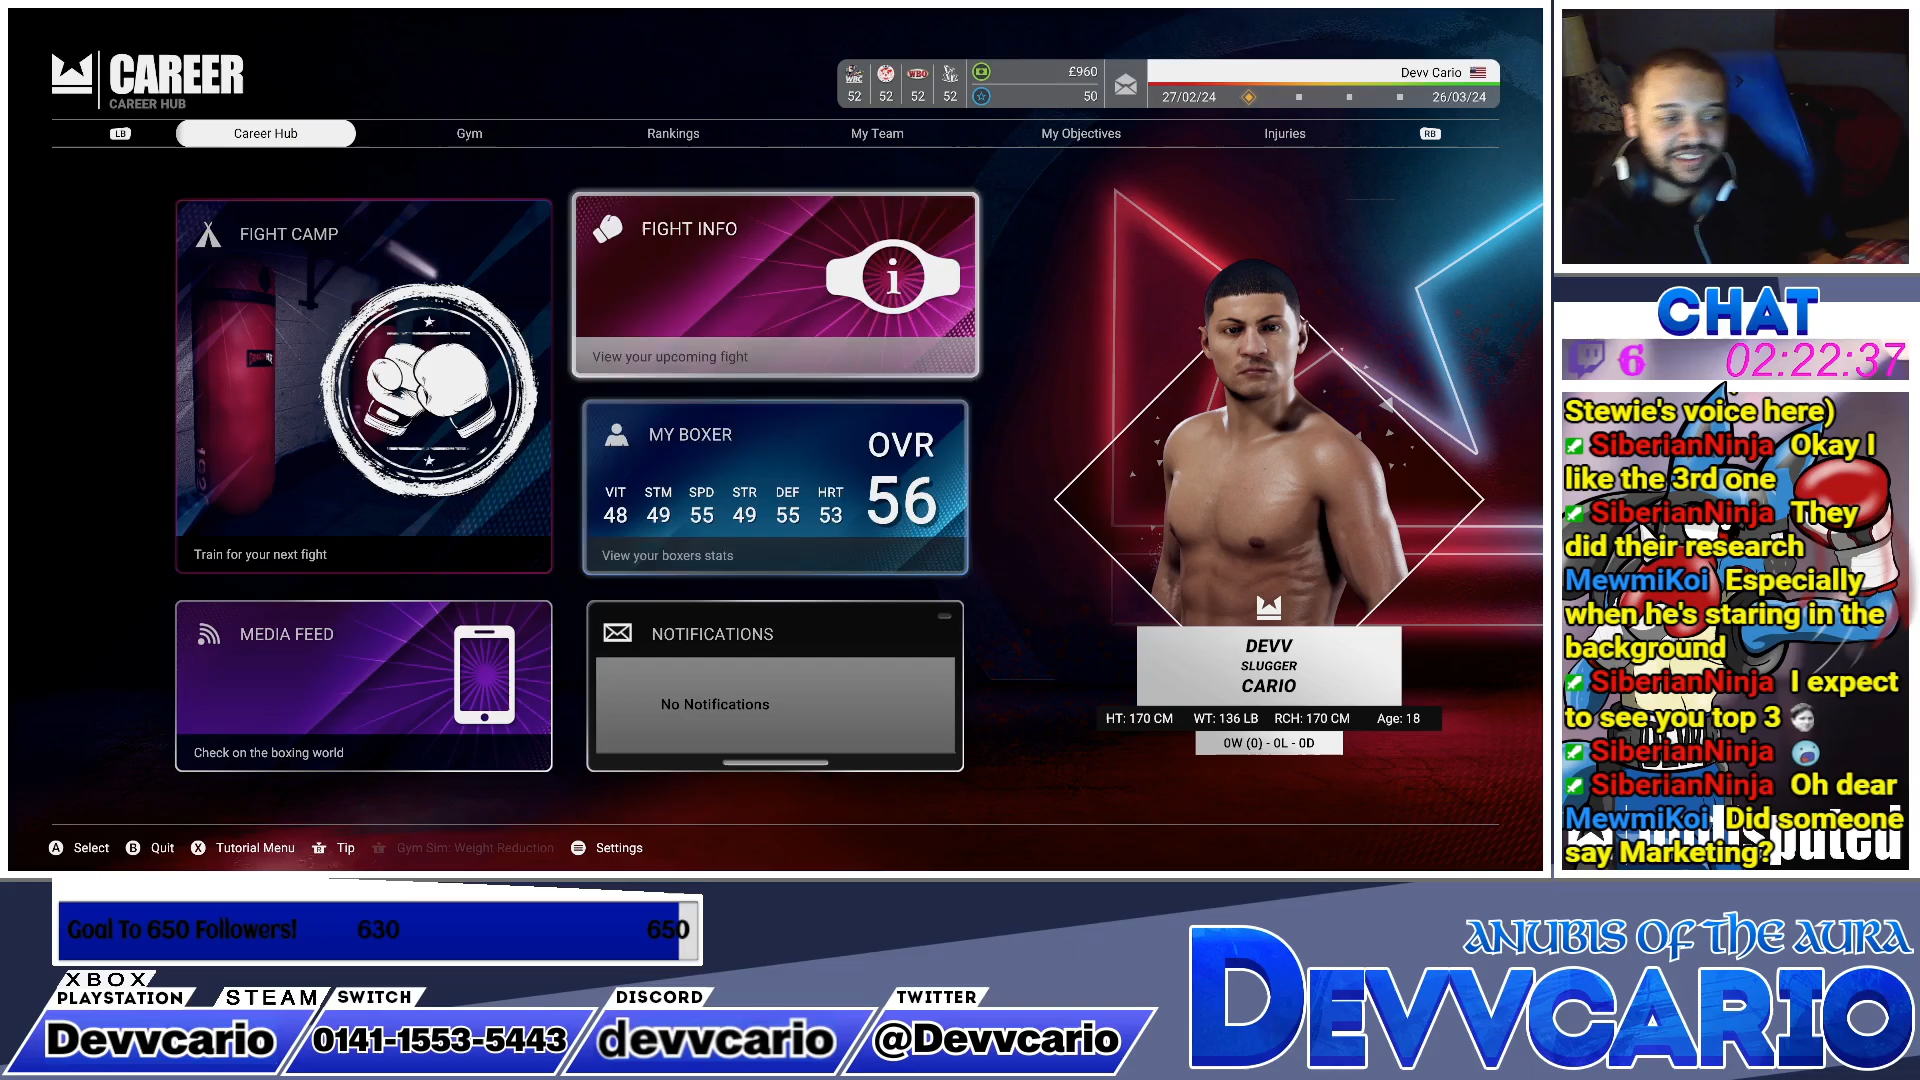 CAREER
CAREER HUB
WBC
WBO
52 52 52 52
£960
50
Devv Cario
27/02/24
26/03/24
LB
Career Hub
Gym
Rankings
My Team
My Objectives
Injuries
RB
FIGHT CAMP
Train for your next fight
FIGHT INFO
i
View your upcoming fight
MY BOXER
OVR
56
VIT STM SPD STR DEF HRT
48 49 55 49 55 53
View your boxers stats
MEDIA FEED
Check on the boxing world
NOTIFICATIONS
No Notifications
DEVV
SLUGGER
CARIO
HT: 170 CM WT: 136 LB RCH: 170 CM Age: 18
0W (0) - 0L - 0D
A Select
B Quit
X Tutorial Menu
Tip
Gym Sim: Weight Reduction
Settings
CHAT
6
02:22:37
Stewie's voice here)
SiberianNinja Okay I
like the 3rd one
SiberianNinja They
did their research
MewmiKoi Especially
when he's staring in the
background
SiberianNinja I expect
to see you top 3
SiberianNinja
SiberianNinja Oh dear
MewmiKoi Did someone
say Marketing?
Goal To 650 Followers! 630 650
XBOX
PLAYSTATION
STEAM
SWITCH
DISCORD
TWITTER
Devvcario
0141-1553-5443
devvcario
@Devvcario
ANUBIS OF THE AURA
DEVVCARIO